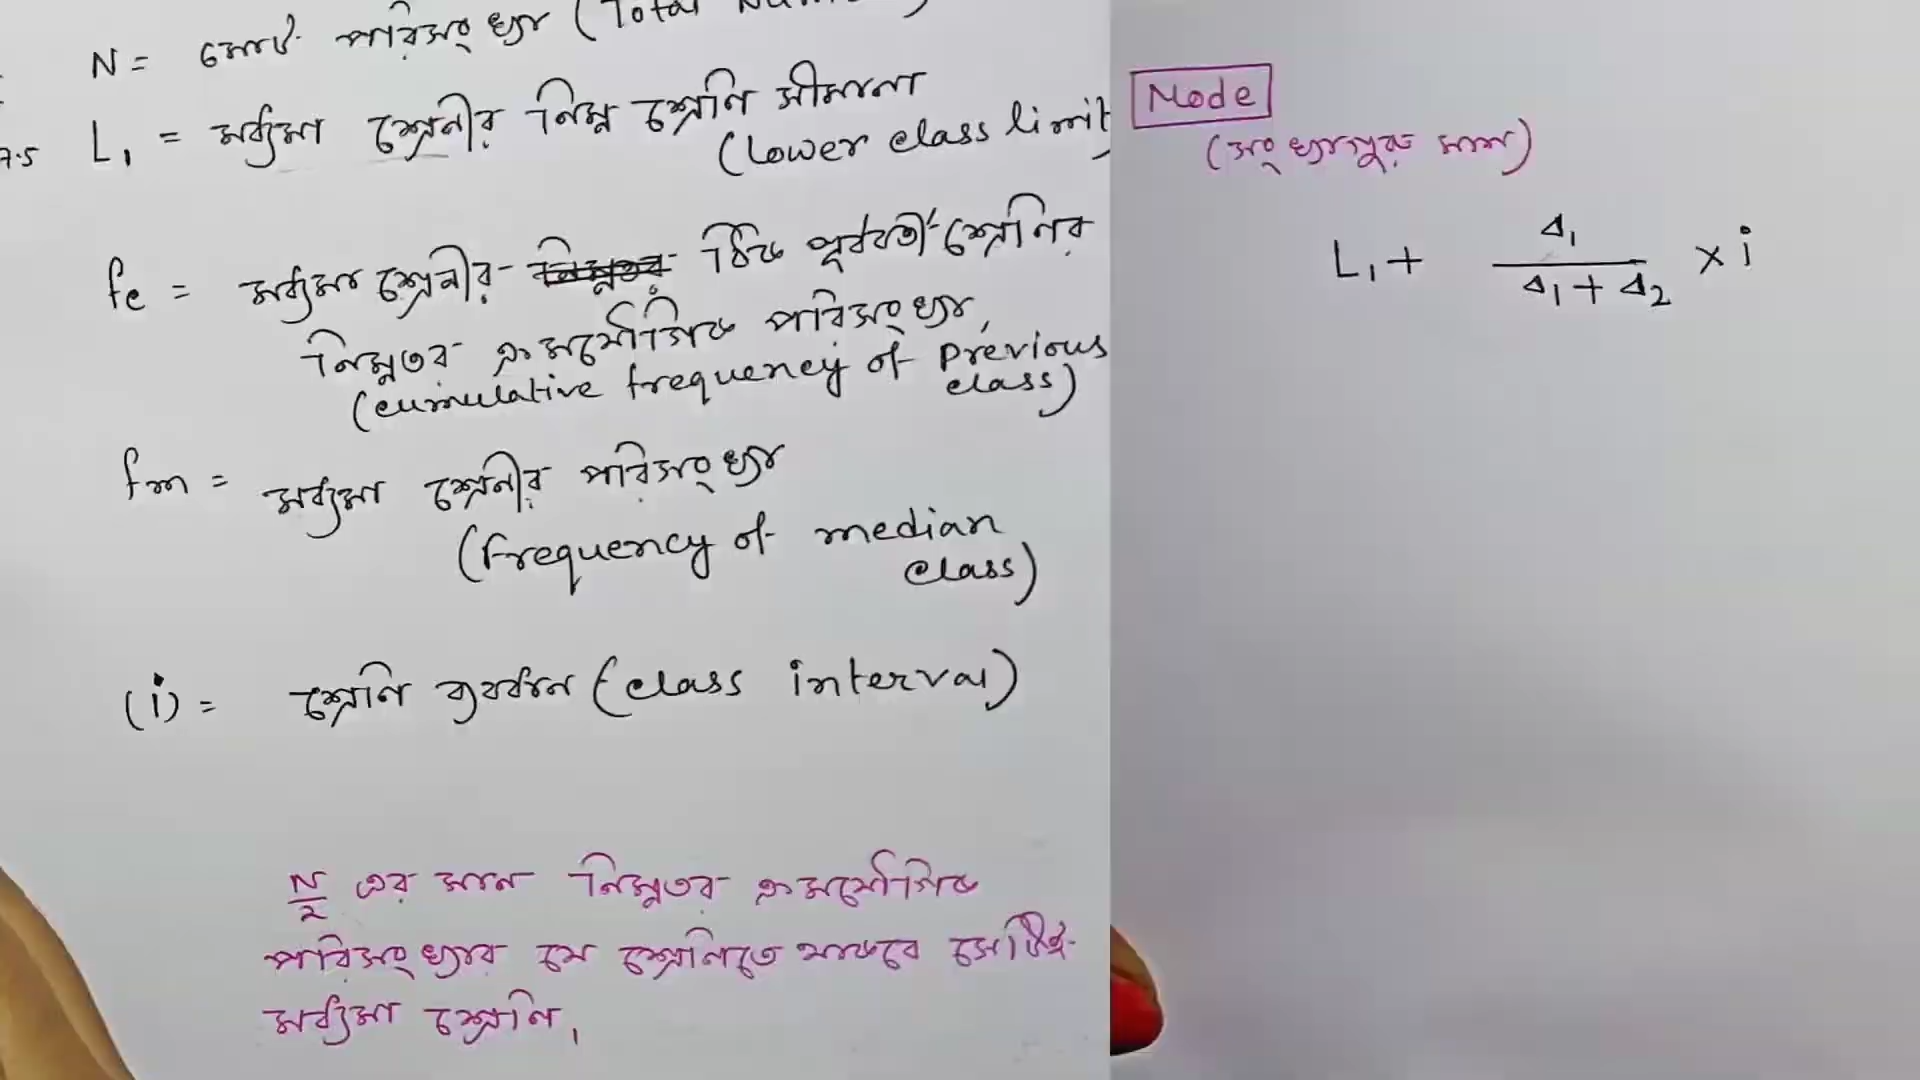 N = মোট পরিসংখ্যা (Total
7.5
L₁ = মধ্যমা শ্রেনীর নিম্ন শ্রেণি সীমানা
(Lower class limit
fc = মধ্যমা শ্রেনীর ঠিক পূর্ববর্তী শ্রেণির
নিম্নতর ক্রমযৌগিক পরিসংখ্যা,
(cumulative frequency of previous
class)
fm = মধ্যমা শ্রেনীর পরিসংখ্যা
(frequency of median
class)
(i) = শ্রেণি ব্যবধান (class interval)
N/2 এর মান নিম্নতর ক্রমযৌগিক
পরিসংখ্যার যে শ্রেণিতে থাকবে সেটিই
মধ্যমা শ্রেণি,
Mode
(সংখ্যাগুরু মান)
L₁ + Δ₁ / Δ₁ + Δ₂ × i